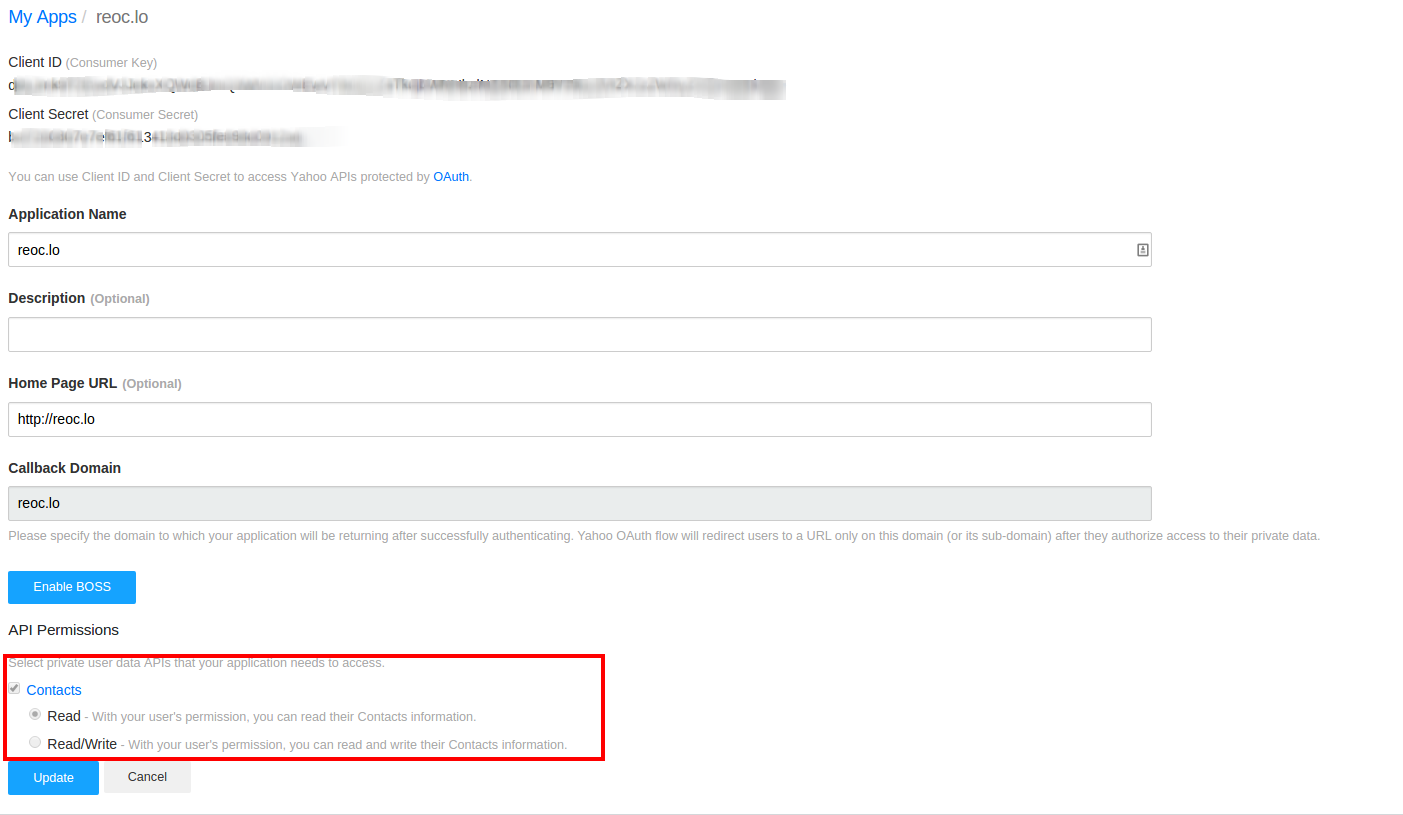 My Apps / reoc.lo
Client ID (Consumer Key)
Client Secret (Consumer Secret)
You can use Client ID and Client Secret to access Yahoo APIs protected by OAuth.
Application Name
reoc.lo
Description (Optional)
Home Page URL (Optional)
http://reoc.lo
Callback Domain
reoc.lo
Please specify the domain to which your application will be returning after successfully authenticating. Yahoo OAuth flow will redirect users to a URL only on this domain (or its sub-domain) after they authorize access to their private data.
Enable BOSS
API Permissions
Select private user data APIs that your application needs to access.
Contacts
Read - With your user's permission, you can read their Contacts information.
Read/Write - With your user's permission, you can read and write their Contacts information.
Update Cancel